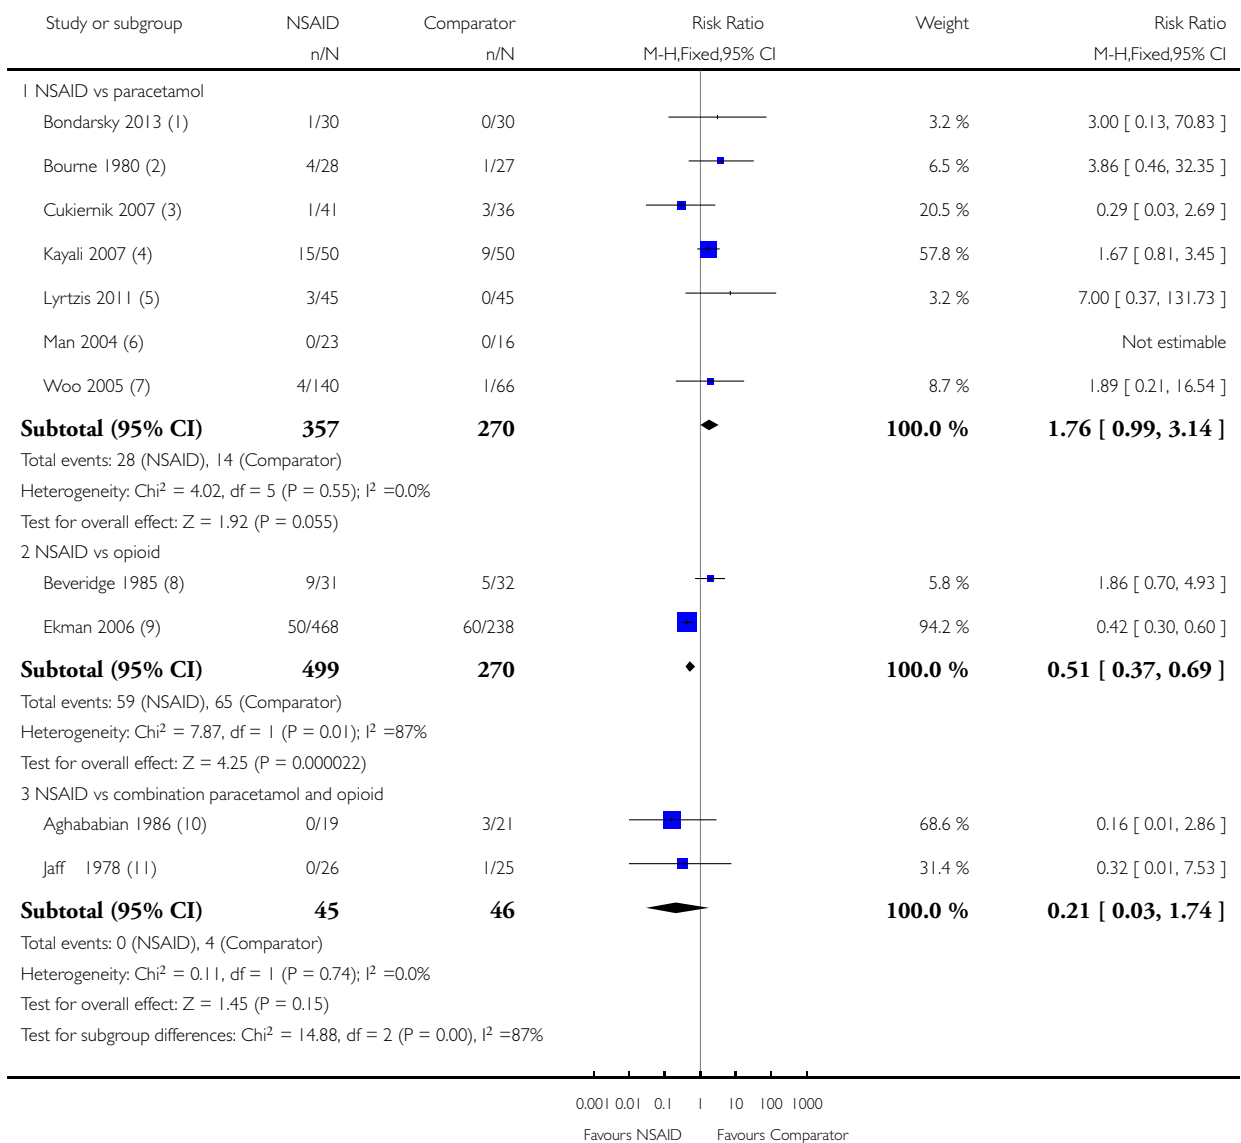 Study or subgroup NSAID Comparator Risk Ratio Weight Risk Ratio
n/N n/N M-H,Fixed,95% CI M-H,Fixed,95% CI
1 NSAID vs paracetamol
Bondarsky 2013 (1) 1/30 0/30 3.2 % 3.00 [ 0.13, 70.83 ]
Bourne 1980 (2) 4/28 1/27 6.5 % 3.86 [ 0.46, 32.35 ]
Cukiernik 2007 (3) 1/41 3/36 20.5 % 0.29 [ 0.03, 2.69 ]
Kayali 2007 (4) 15/50 9/50 57.8 % 1.67 [ 0.81, 3.45 ]
Lyrtzis 2011 (5) 3/45 0/45 3.2 % 7.00 [ 0.37, 131.73 ]
Man 2004 (6) 0/23 0/16 Not estimable
Woo 2005 (7) 4/140 1/66 8.7 % 1.89 [ 0.21, 16.54 ]
Subtotal (95% CI) 357 270 100.0 % 1.76 [ 0.99, 3.14 ]
Total events: 28 (NSAID), 14 (Comparator)
Heterogeneity: Chi² = 4.02, df = 5 (P = 0.55); I² =0.0%
Test for overall effect: Z = 1.92 (P = 0.055)
2 NSAID vs opioid
Beveridge 1985 (8) 9/31 5/32 5.8 % 1.86 [ 0.70, 4.93 ]
Ekman 2006 (9) 50/468 60/238 94.2 % 0.42 [ 0.30, 0.60 ]
Subtotal (95% CI) 499 270 100.0 % 0.51 [ 0.37, 0.69 ]
Total events: 59 (NSAID), 65 (Comparator)
Heterogeneity: Chi² = 7.87, df = 1 (P = 0.01); I² =87%
Test for overall effect: Z = 4.25 (P = 0.000022)
3 NSAID vs combination paracetamol and opioid
Aghababian 1986 (10) 0/19 3/21 68.6 % 0.16 [ 0.01, 2.86 ]
Jaff 1978 (11) 0/26 1/25 31.4 % 0.32 [ 0.01, 7.53 ]
Subtotal (95% CI) 45 46 100.0 % 0.21 [ 0.03, 1.74 ]
Total events: 0 (NSAID), 4 (Comparator)
Heterogeneity: Chi² = 0.11, df = 1 (P = 0.74); I² =0.0%
Test for overall effect: Z = 1.45 (P = 0.15)
Test for subgroup differences: Chi² = 14.88, df = 2 (P = 0.00), I² =87%
0.001 0.01 0.1 1 10 100 1000
Favours NSAID Favours Comparator